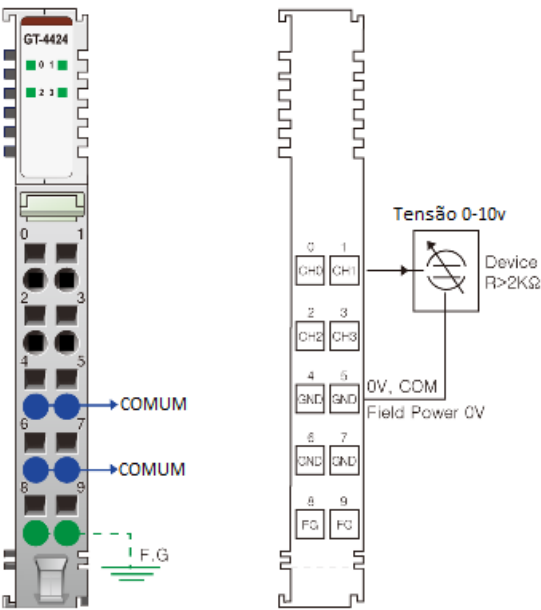 GT-4424
0 1
2 3
0 1
2 3
4 5
COMUM
6 7
COMUM
8 9
F.G
Tensão 0-10v
Device
R>2KΩ
0 1
CH0 CH1
2 3
CH2 CH3
4 5
GND GND
0V, COM
Field Power 0V
6 7
GND GND
8 9
FG FG